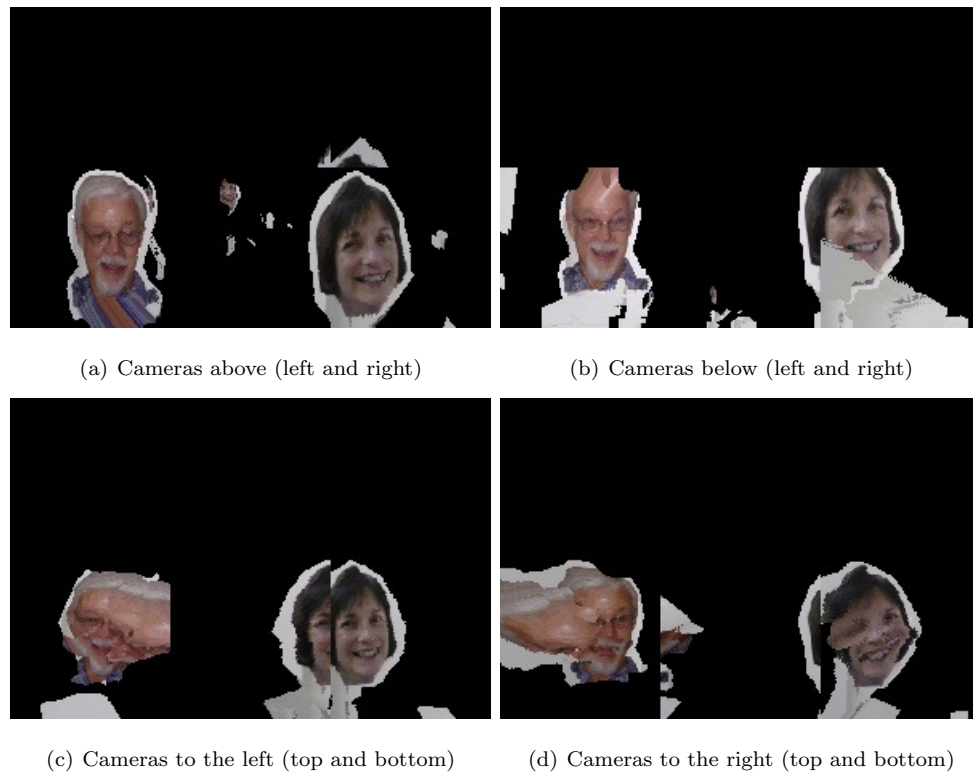 (a) Cameras above (left and right)
(b) Cameras below (left and right)
(c) Cameras to the left (top and bottom)
(d) Cameras to the right (top and bottom)